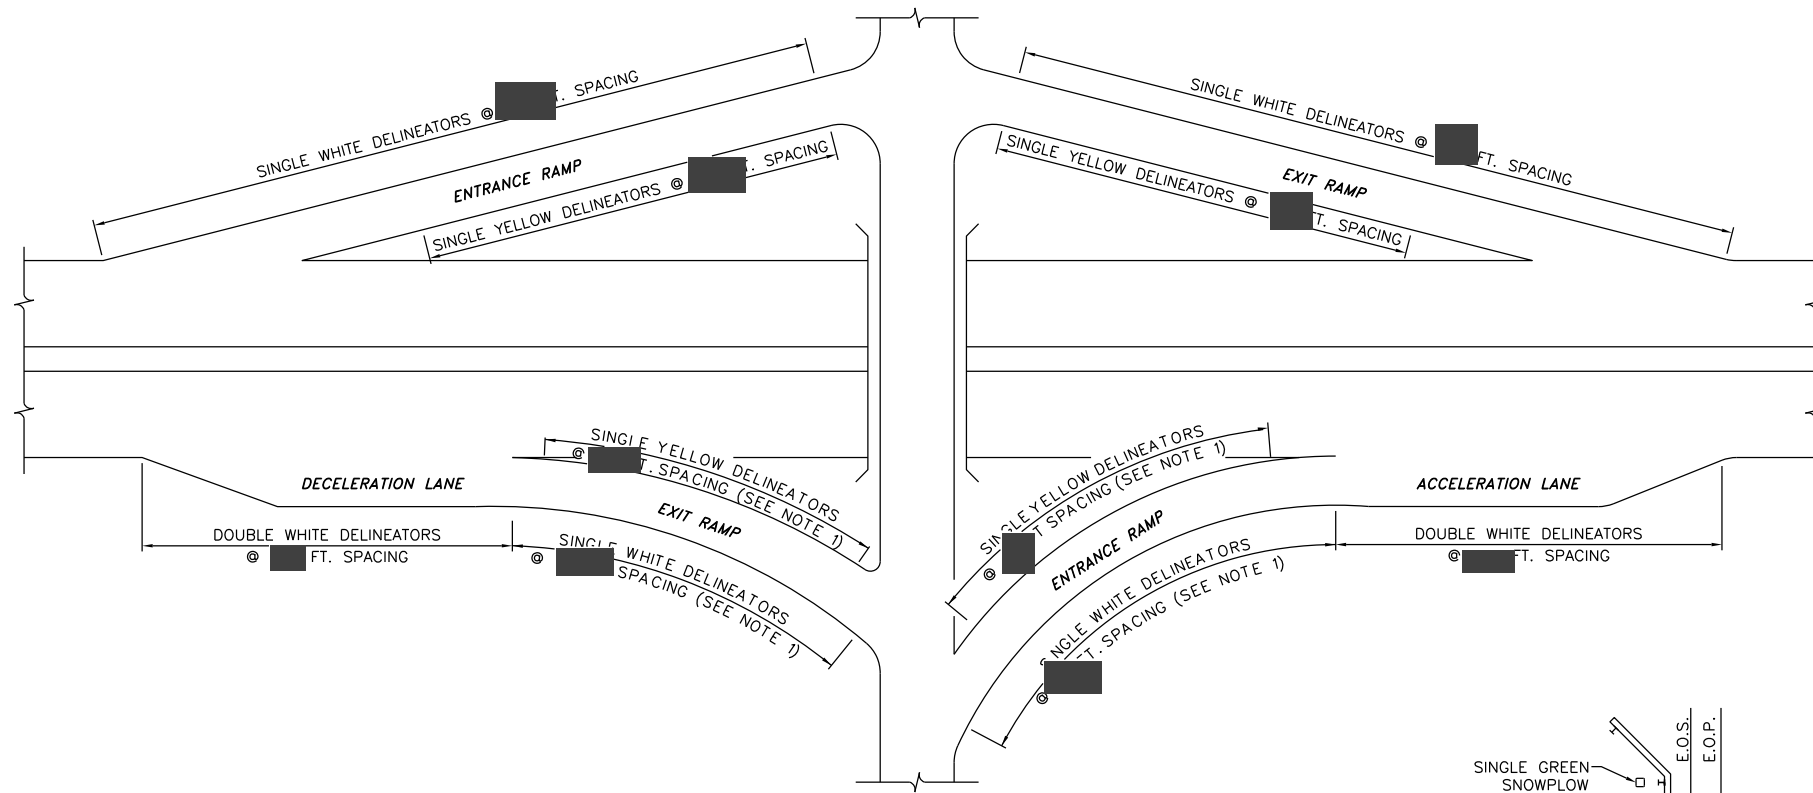 SINGLE WHITE DELINEATORS @ T. SPACING
SINGLE WHITE DELINEATORS @ FT. SPACING
ENTRANCE RAMP
SINGLE YELLOW DELINEATORS @ T. SPACING
SINGLE YELLOW DELINEATORS @ FT. SPACING
EXIT RAMP
SINGLE YELLOW DELINEATORS
@ T. SPACING (SEE NOTE 1)
SINGLE YELLOW DELINEATORS
@ T SPACING (SEE NOTE 1)
DECELERATION LANE
EXIT RAMP
ENTRANCE RAMP
ACCELERATION LANE
DOUBLE WHITE DELINEATORS
@ FT. SPACING
SINGLE WHITE DELINEATORS
@ SPACING (SEE NOTE 1)
SINGLE WHITE DELINEATORS
@ FT. SPACING (SEE NOTE 1)
DOUBLE WHITE DELINEATORS
@ FT. SPACING
E.O.S.
E.O.P.
SINGLE GREEN
SNOWPLOW